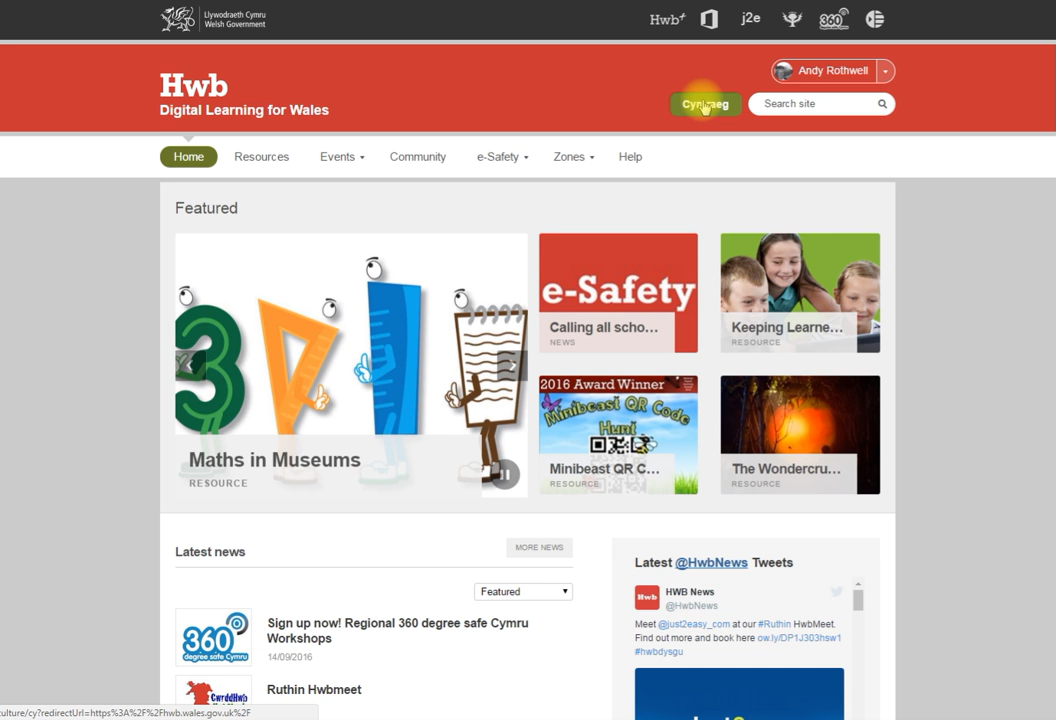 Llywodraeth Cymru
Welsh Government
Hwb+
j2e
360
Hwb
Digital Learning for Wales
Andy Rothwell
Cymraeg
Search site
Home
Resources
Events
Community
e-Safety
Zones
Help
Featured
Maths in Museums
RESOURCE
e-Safety
Calling all scho...
NEWS
Keeping Learne...
RESOURCE
2016 Award Winner
Minibeast QR Code
Hunt
Minibeast QR C...
RESOURCE
The Wondercru...
RESOURCE
Latest news
MORE NEWS
Featured
360
degree safe Cymru
Sign up now! Regional 360 degree safe Cymru
Workshops
14/09/2016
CwrddHwb
Ruthin Hwbmeet
Latest @HwbNews Tweets
Hwb
HWB News
@HwbNews
Meet @just2easy_com at our #Ruthin HwbMeet.
Find out more and book here ow.ly/DP1J303hsw1
#hwbdysgu
culture/cy?redirectUrl=https%3A%2F%2Fhwb.wales.gov.uk%2F